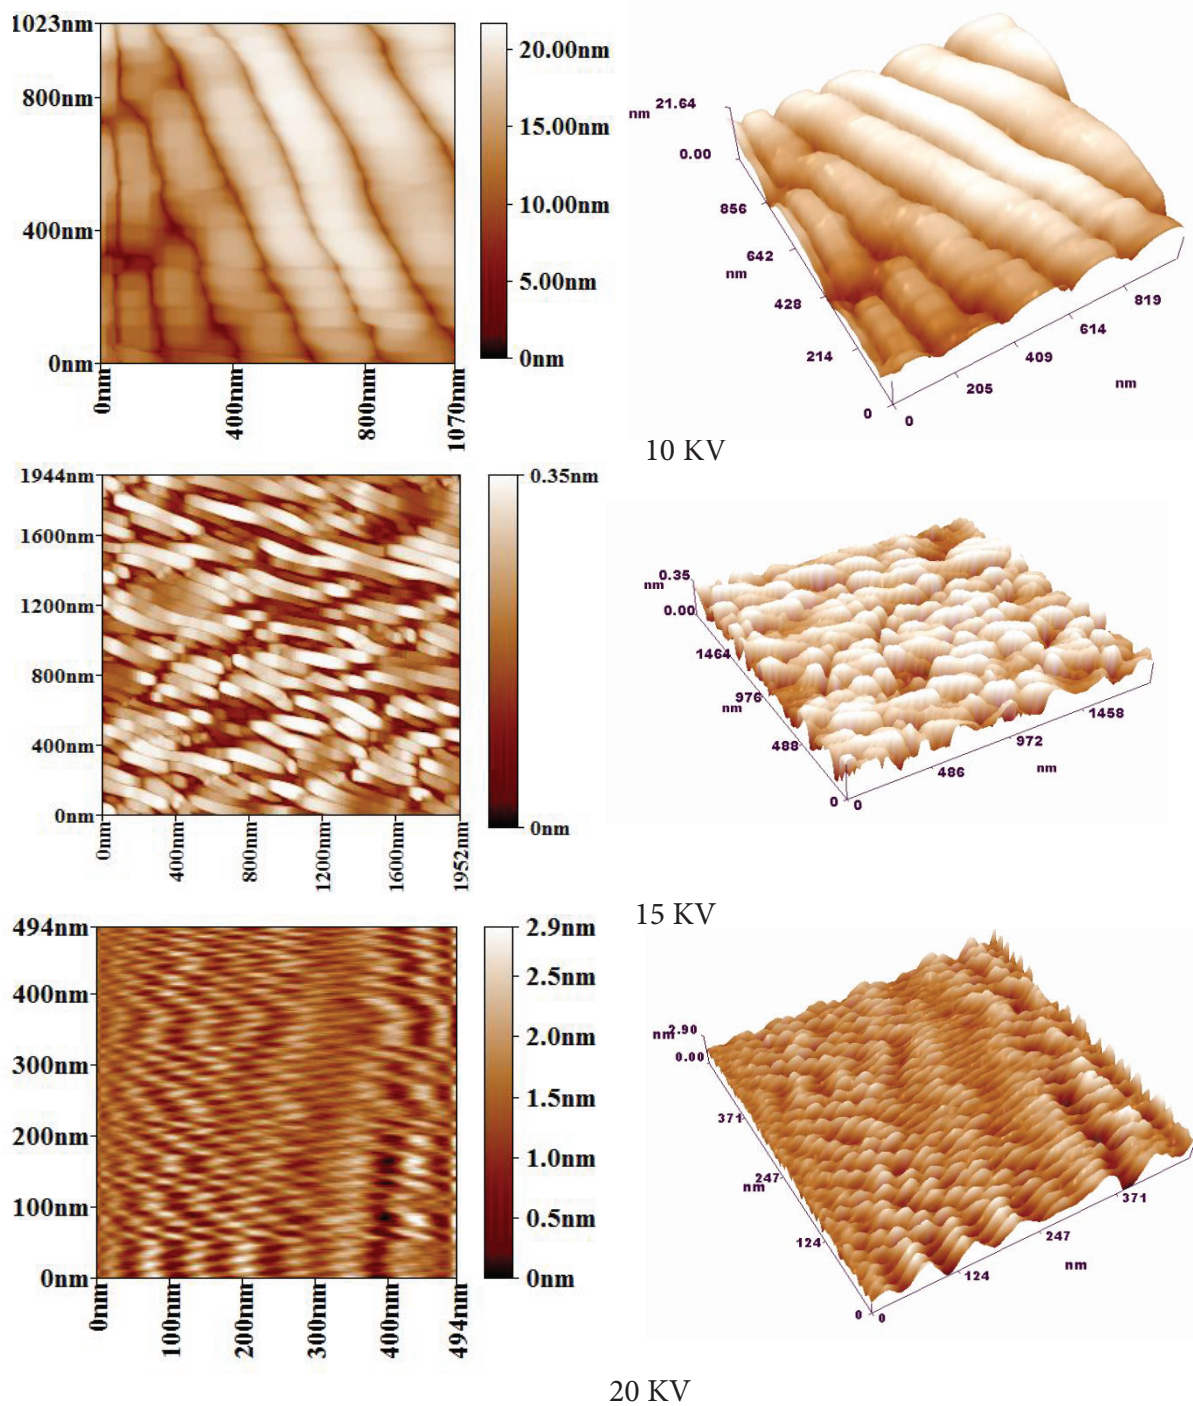 1023nm
800nm
400nm
0nm
0nm
400nm
800nm
1070nm
20.00nm
15.00nm
10.00nm
5.00nm
0nm
21.64
nm
0.00
856
642
nm
428
214
0
0
205
409
614
819
nm
10 KV
1944nm
1600nm
1200nm
800nm
400nm
0nm
0nm
400nm
800nm
1200nm
1600nm
1952nm
0.35nm
0nm
0.35
nm
0.00
1464
976
nm
488
0
0
486
972
1458
nm
15 KV
494nm
400nm
300nm
200nm
100nm
0nm
0nm
100nm
200nm
300nm
400nm
494nm
2.9nm
2.5nm
2.0nm
1.5nm
1.0nm
0.5nm
0nm
2.90
nm
0.00
371
247
nm
124
0
0
124
247
371
nm
20 KV